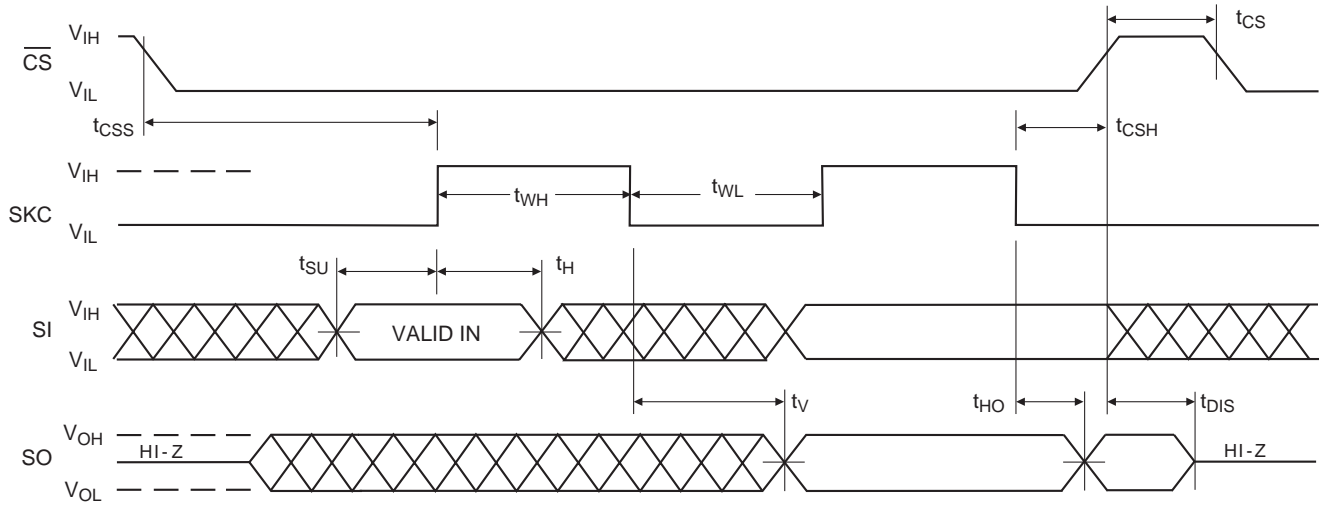 t_CS
V_IH
CS
V_IL
t_CSS
t_CSH
V_IH
t_WH
t_WL
SKC
V_IL
t_SU
t_H
V_IH
SI
VALID IN
V_IL
t_V
t_HO
t_DIS
V_OH
HI-Z
HI-Z
SO
V_OL